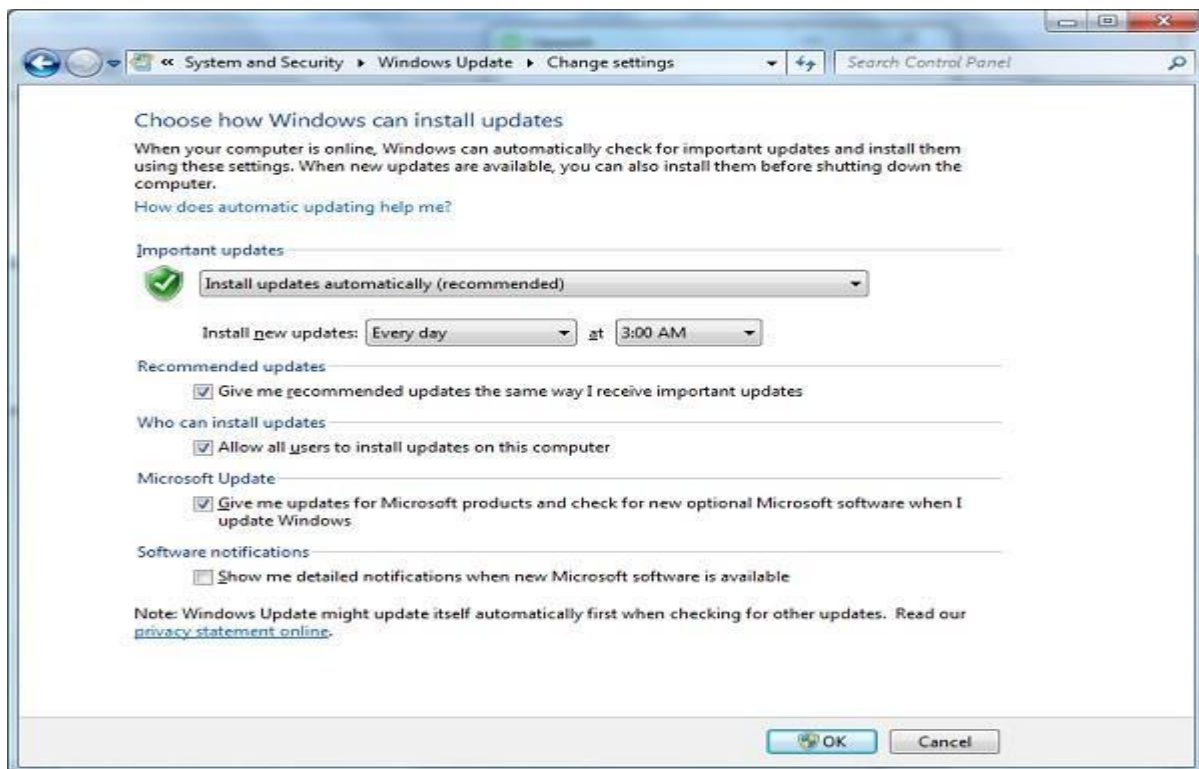 « System and Security ▸ Windows Update ▸ Change settings
Search Control Panel
Choose how Windows can install updates
When your computer is online, Windows can automatically check for important updates and install them
using these settings. When new updates are available, you can also install them before shutting down the
computer.
How does automatic updating help me?
Important updates
Install updates automatically (recommended)
Install new updates: Every day at 3:00 AM
Recommended updates
Give me recommended updates the same way I receive important updates
Who can install updates
Allow all users to install updates on this computer
Microsoft Update
Give me updates for Microsoft products and check for new optional Microsoft software when I
update Windows
Software notifications
Show me detailed notifications when new Microsoft software is available
Note: Windows Update might update itself automatically first when checking for other updates. Read our
privacy statement online.
OK Cancel